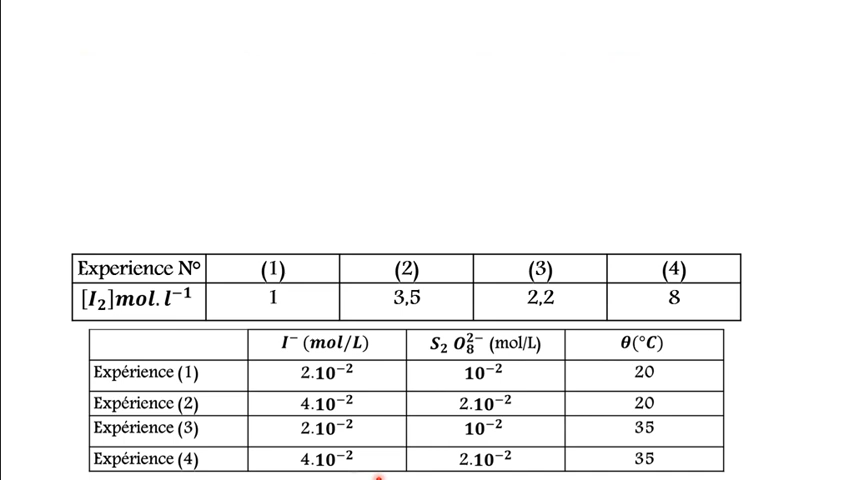 Experience N° (1) (2) (3) (4)
[I₂]mol.l⁻¹ 1 3,5 2,2 8
I⁻ (mol/L) S₂ O₈²⁻ (mol/L) θ(°C)
Expérience (1) 2.10⁻² 10⁻² 20
Expérience (2) 4.10⁻² 2.10⁻² 20
Expérience (3) 2.10⁻² 10⁻² 35
Expérience (4) 4.10⁻² 2.10⁻² 35